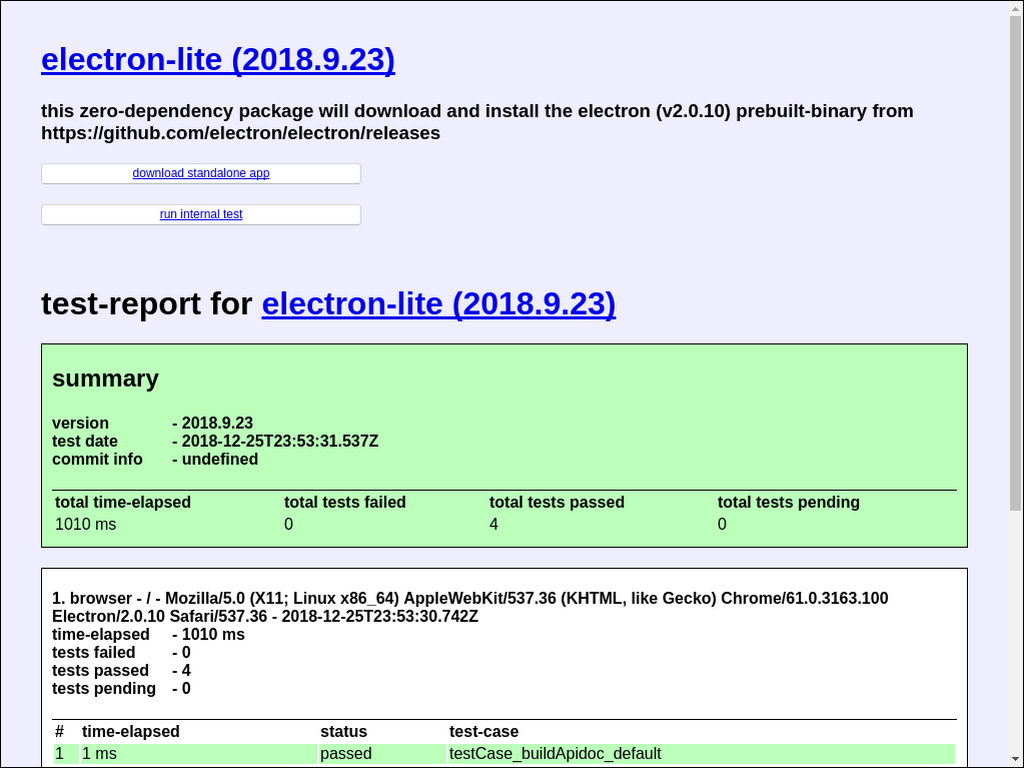 electron-lite (2018.9.23)
this zero-dependency package will download and install the electron (v2.0.10) prebuilt-binary from
https://github.com/electron/electron/releases
download standalone app
run internal test
test-report for electron-lite (2018.9.23)
summary
version - 2018.9.23
test date - 2018-12-25T23:53:31.537Z
commit info - undefined
total time-elapsed total tests failed total tests passed total tests pending
1010 ms 0 4 0
1. browser - / - Mozilla/5.0 (X11; Linux x86_64) AppleWebKit/537.36 (KHTML, like Gecko) Chrome/61.0.3163.100
Electron/2.0.10 Safari/537.36 - 2018-12-25T23:53:30.742Z
time-elapsed - 1010 ms
tests failed - 0
tests passed - 4
tests pending - 0
# time-elapsed status test-case
1 1 ms passed testCase_buildApidoc_default